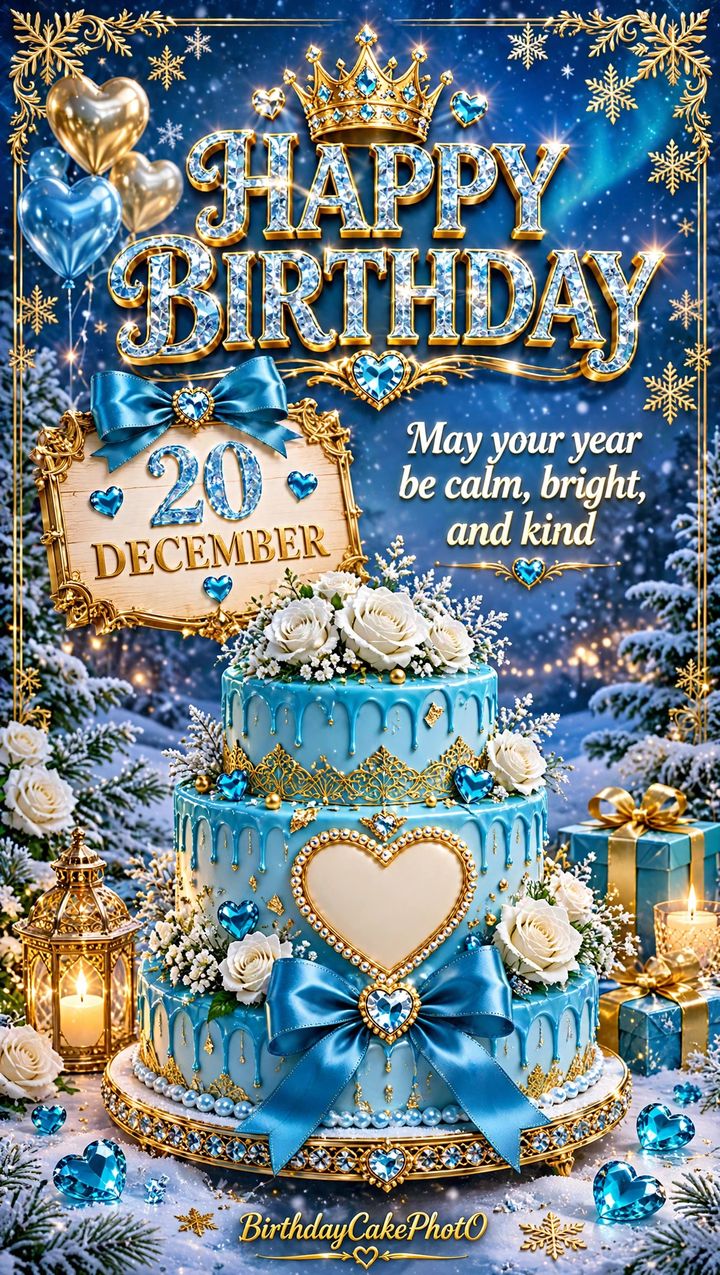 HAPPY
BIRTHDAY
20
DECEMBER
May your year
be calm, bright,
and kind
BirthdayCakePhotO